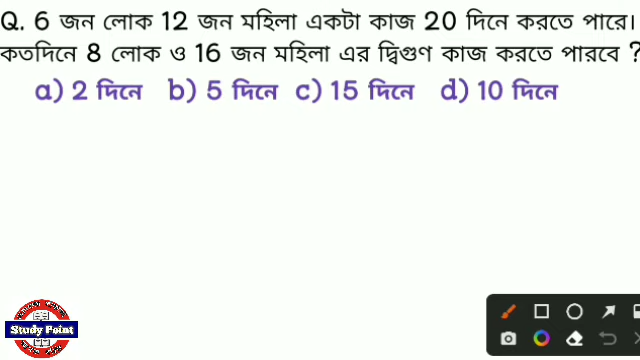 Q. 6 জন লোক 12 জন মহিলা একটা কাজ 20 দিনে করতে পারে।
কতদিনে 8 লোক ও 16 জন মহিলা এর দ্বিগুণ কাজ করতে পারবে ?
a) 2 দিনে b) 5 দিনে c) 15 দিনে d) 10 দিনে
Study Point